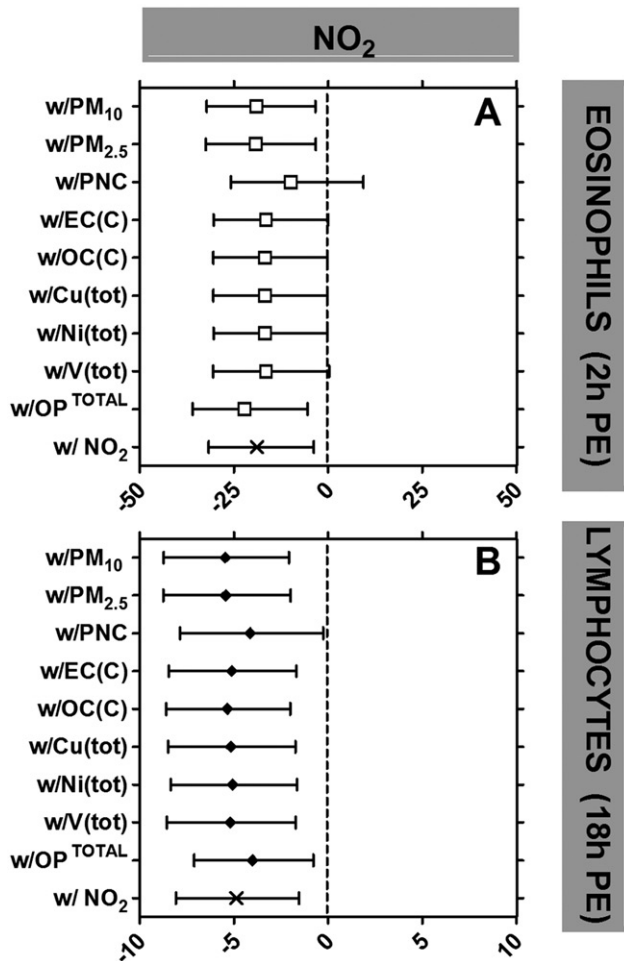 NO₂
A
w/PM₁₀
w/PM₂.₅
w/PNC
w/EC(C)
w/OC(C)
w/Cu(tot)
w/Ni(tot)
w/V(tot)
w/OP TOTAL
w/ NO₂
-50 -25 0 25 50
EOSINOPHILS (2h PE)
B
w/PM₁₀
w/PM₂.₅
w/PNC
w/EC(C)
w/OC(C)
w/Cu(tot)
w/Ni(tot)
w/V(tot)
w/OP TOTAL
w/ NO₂
-10 -5 0 5 10
LYMPHOCYTES (18h PE)